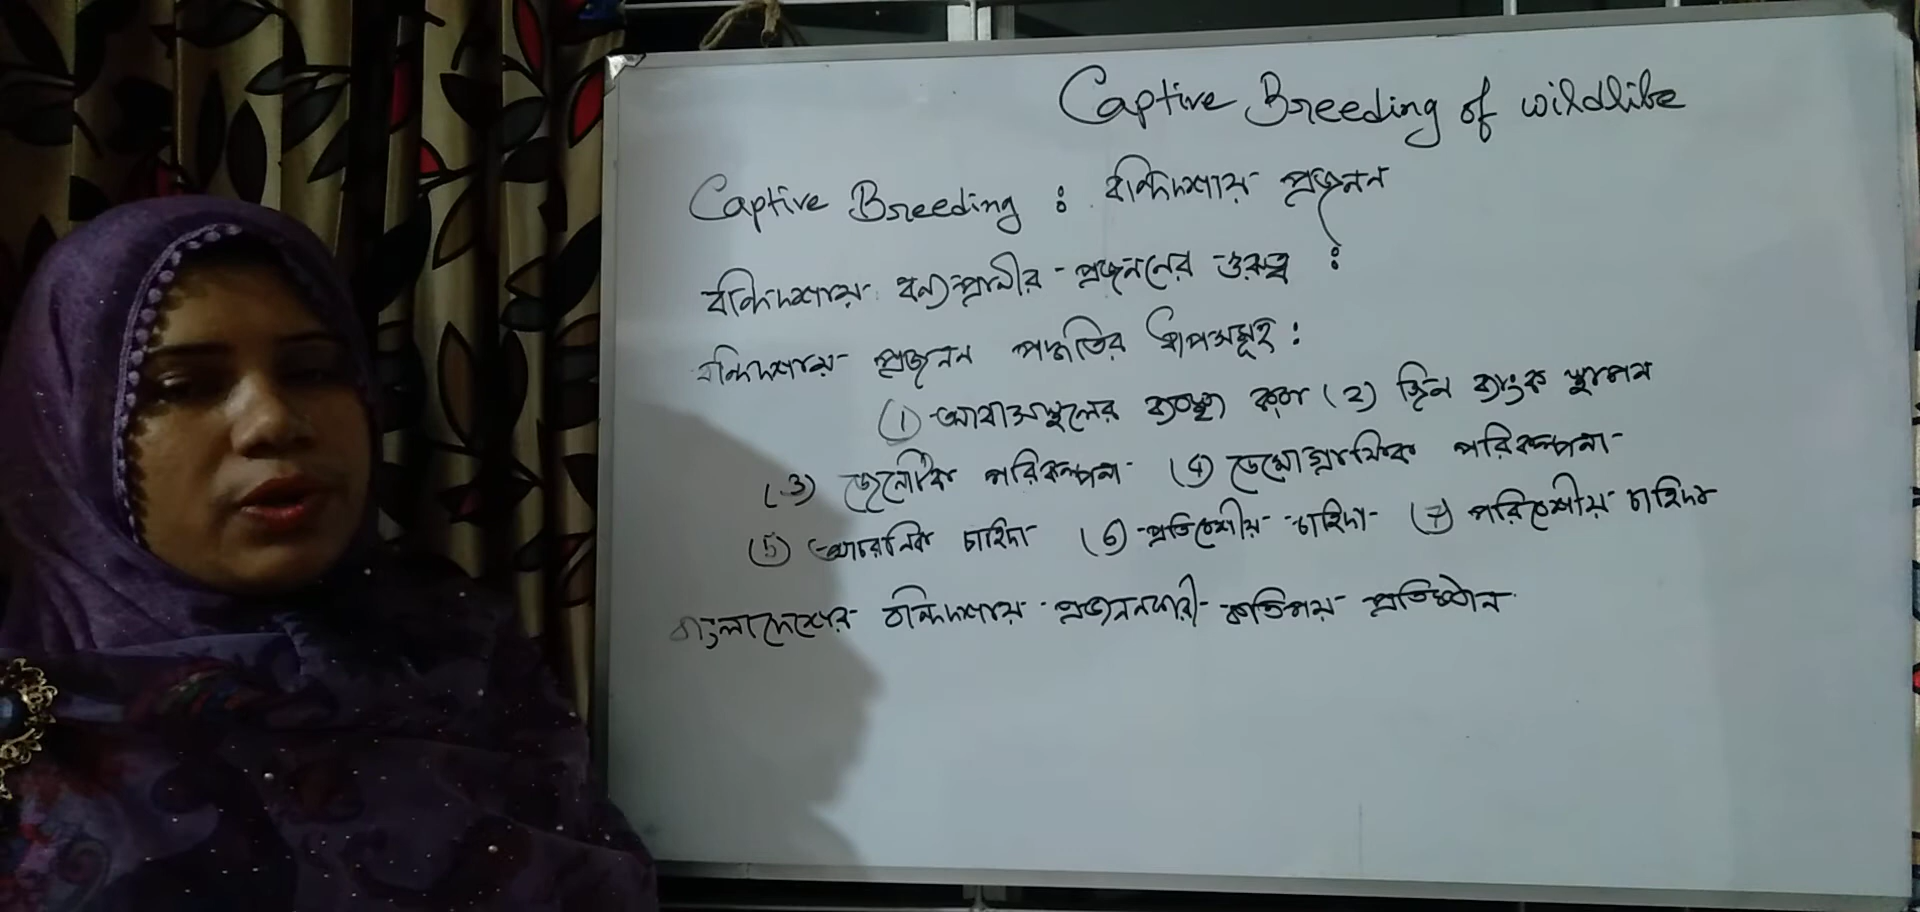 Captive Breeding of wildlife
Captive Breeding : বন্দিদশায় প্রজনন
বন্দিদশায় বন্যপ্রানীর প্রজননের গুরুত্ব :
বন্দিদশায় প্রজনন পদ্ধতির ধাপসমূহ :
(1) আবাসস্থলের ব্যবস্থা করা (২) জিন ব্যাংক স্থাপন
(3) জেনেটিক পরিকল্পনা (4) ডেমোগ্রাফিক পরিকল্পনা
(5) আচরনিক চাহিদা (6) প্রতিবেশীয় চাহিদা (7) পরিবেশীয় চাহিদা
বাংলাদেশের বন্দিদশায় প্রজননকারী কতিপয় প্রতিষ্ঠান